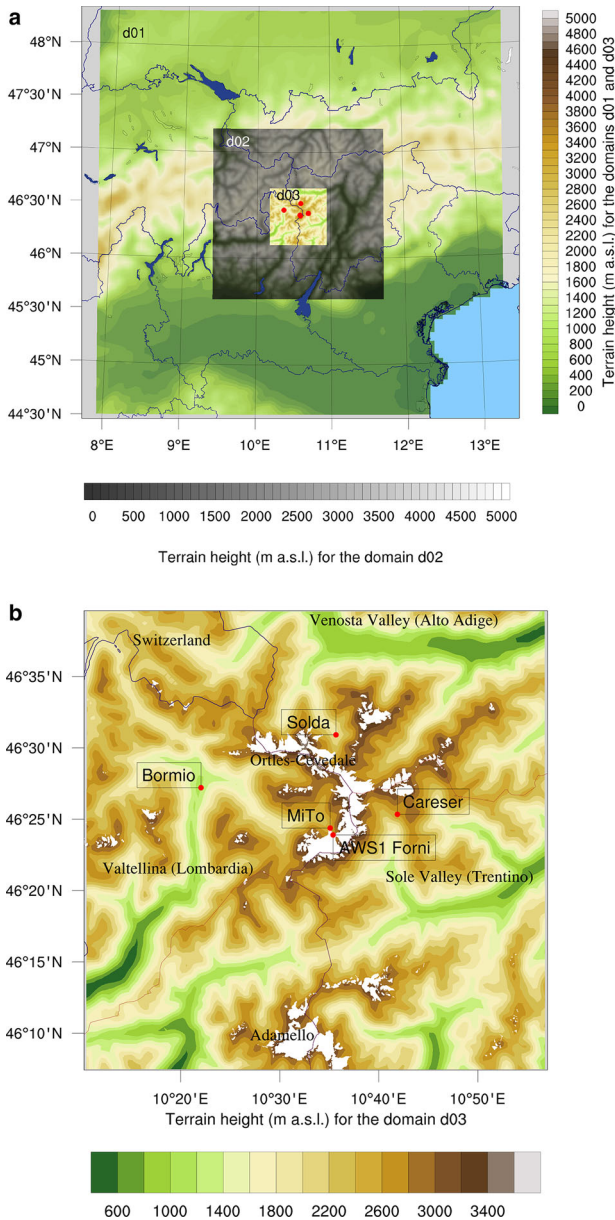 a
d01
48°N
47°30'N
47°N
46°30'N
46°N
45°30'N
45°N
44°30'N
d02
d03
8°E
9°E
10°E
11°E
12°E
13°E
5000
4800
4600
4400
4200
4000
3800
3600
3400
3200
3000
2800
2600
2400
2200
2000
1800
1600
1400
1200
1000
800
600
400
200
0
Terrain height (m a.s.l.) for the domains d01 and d03
0 500 1000 1500 2000 2500 3000 3500 4000 4500 5000
Terrain height (m a.s.l.) for the domain d02
b
Venosta Valley (Alto Adige)
Switzerland
46°35'N
46°30'N
46°25'N
46°20'N
46°15'N
46°10'N
Solda
Ortles-Cevedale
Bormio
Careser
MiTo
AWS1 Forni
Valtellina (Lombardia)
Sole Valley (Trentino)
Adamello
10°20'E
10°30'E
10°40'E
10°50'E
Terrain height (m a.s.l.) for the domain d03
600 1000 1400 1800 2200 2600 3000 3400